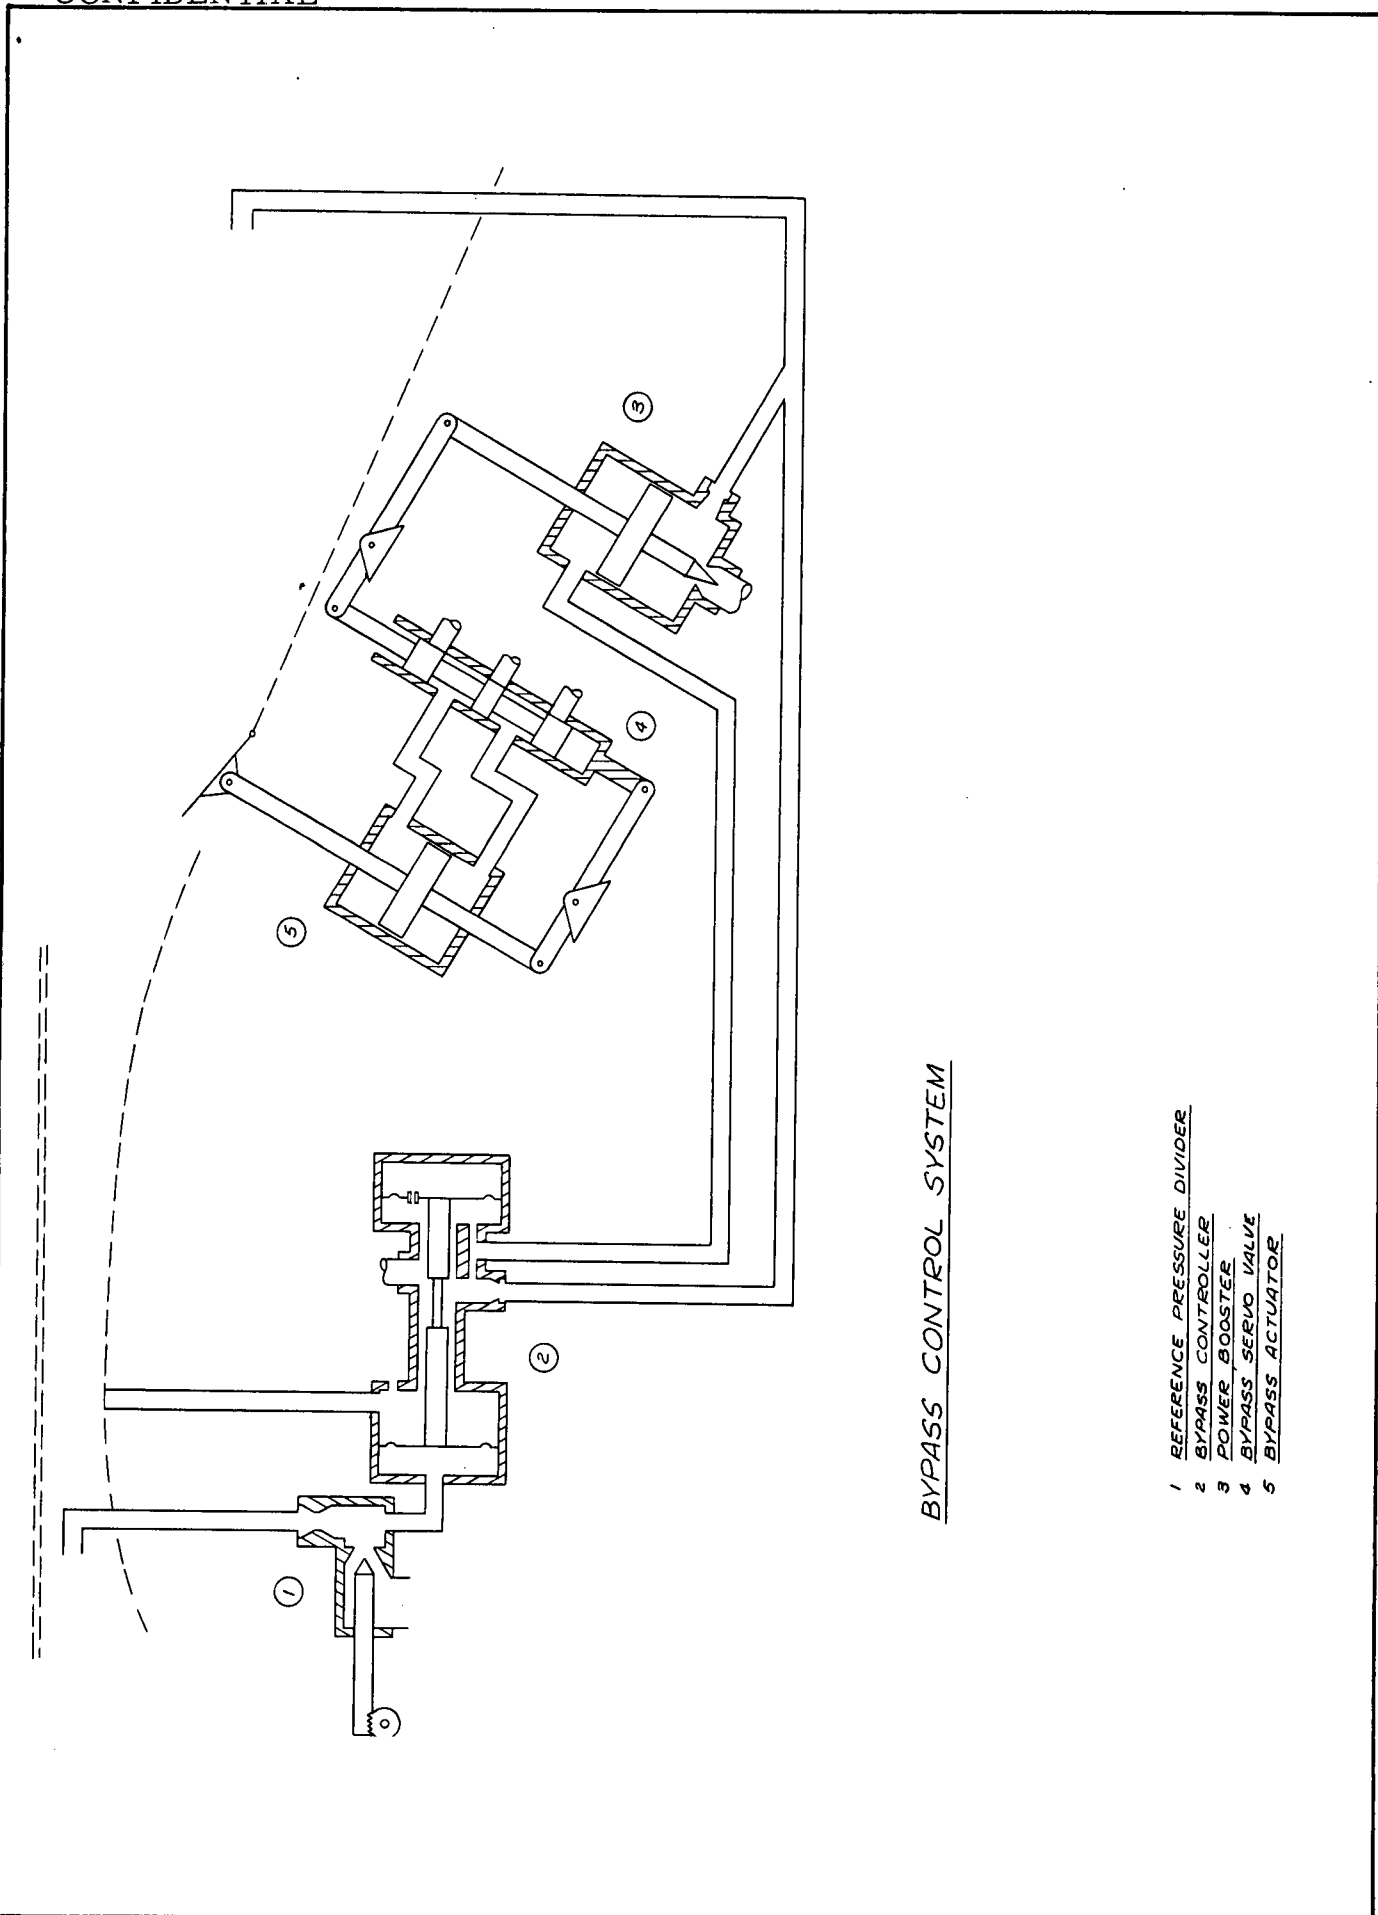 CONFIDENTIAL
1
2
3
4
5
BYPASS CONTROL SYSTEM
1 REFERENCE PRESSURE DIVIDER
2 BYPASS CONTROLLER
3 POWER BOOSTER
4 BYPASS SERVO VALVE
5 BYPASS ACTUATOR